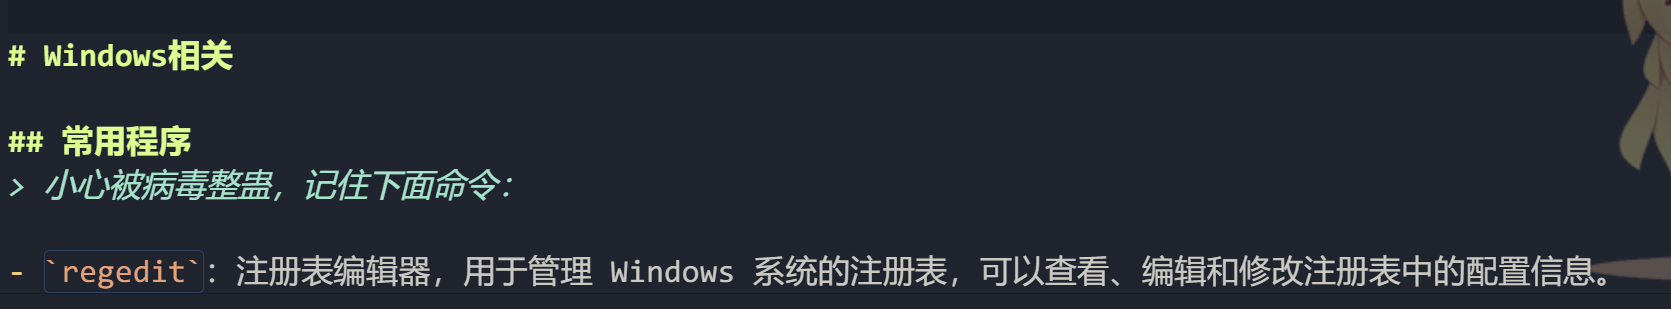 # Windows相关
## 常用程序
> 小心被病毒整蛊，记住下面命令：
- `regedit`：注册表编辑器，用于管理 Windows 系统的注册表，可以查看、编辑和修改注册表中的配置信息。